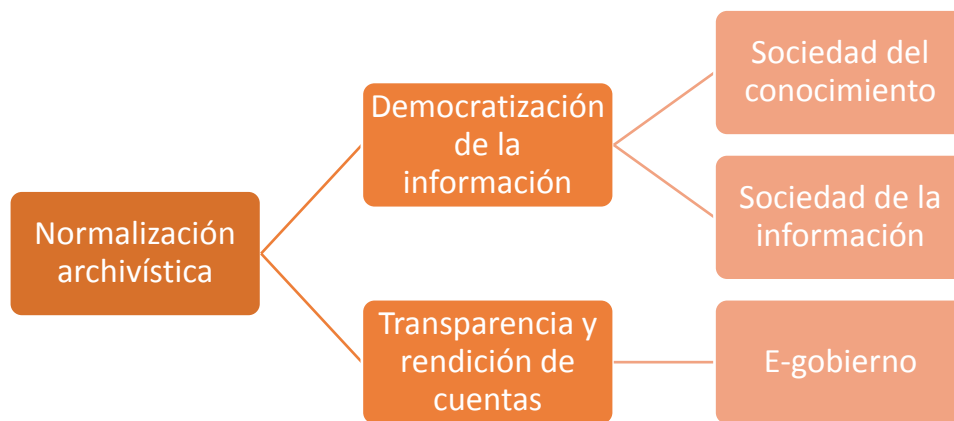 Normalización
archivística
Democratización
de la
información
Sociedad del
conocimiento
Sociedad de la
información
Transparencia y
rendición de
cuentas
E-gobierno